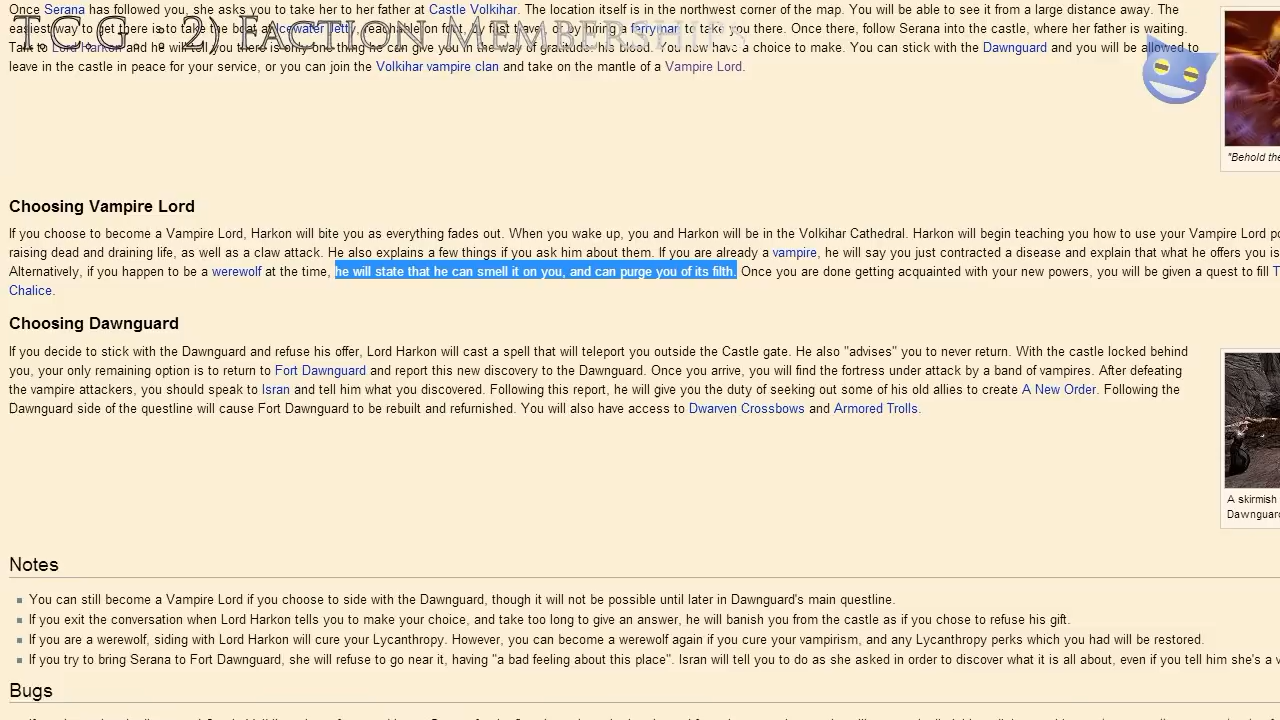 Once Serana has followed you, she asks you to take her to her father at Castle Volkihar. The location itself is in the northwest corner of the map. You will be able to see it from a large distance away. The
TCG : 2) Faction Memberships
easiest way to get there is to take the boat at Icewater Jetty, reaching on foot, fast travel, or by hiring a ferryman to take you there. Once there, follow Serana into the castle, where her father is waiting.
Talk to Lord Harkon and he will tell you there is only one thing he can give you in the way of gratitude: his blood. You now have a choice to make. You can stick with the Dawnguard and you will be allowed to
leave in the castle in peace for your service, or you can join the Volkihar vampire clan and take on the mantle of a Vampire Lord.
"Behold the
Choosing Vampire Lord
If you choose to become a Vampire Lord, Harkon will bite you as everything fades out. When you wake up, you and Harkon will be in the Volkihar Cathedral. Harkon will begin teaching you how to use your Vampire Lord po
raising dead and draining life, as well as a claw attack. He also explains a few things if you ask him about them. If you are already a vampire, he will say you just contracted a disease and explain that what he offers you is
Alternatively, if you happen to be a werewolf at the time, he will state that he can smell it on you, and can purge you of its filth. Once you are done getting acquainted with your new powers, you will be given a quest to fill T
Chalice.
Choosing Dawnguard
If you decide to stick with the Dawnguard and refuse his offer, Lord Harkon will cast a spell that will teleport you outside the Castle gate. He also "advises" you to never return. With the castle locked behind
you, your only remaining option is to return to Fort Dawnguard and report this new discovery to the Dawnguard. Once you arrive, you will find the fortress under attack by a band of vampires. After defeating
the vampire attackers, you should speak to Isran and tell him what you discovered. Following this report, he will give you the duty of seeking out some of his old allies to create A New Order. Following the
Dawnguard side of the questline will cause Fort Dawnguard to be rebuilt and refurnished. You will also have access to Dwarven Crossbows and Armored Trolls.
A skirmish
Dawnguard
Notes
You can still become a Vampire Lord if you choose to side with the Dawnguard, though it will not be possible until later in Dawnguard's main questline.
If you exit the conversation when Lord Harkon tells you to make your choice, and take too long to give an answer, he will banish you from the castle as if you chose to refuse his gift.
If you are a werewolf, siding with Lord Harkon will cure your Lycanthropy. However, you can become a werewolf again if you cure your vampirism, and any Lycanthropy perks which you had will be restored.
If you try to bring Serana to Fort Dawnguard, she will refuse to go near it, having "a bad feeling about this place". Isran will tell you to do as she asked in order to discover what it is all about, even if you tell him she's a v
Bugs